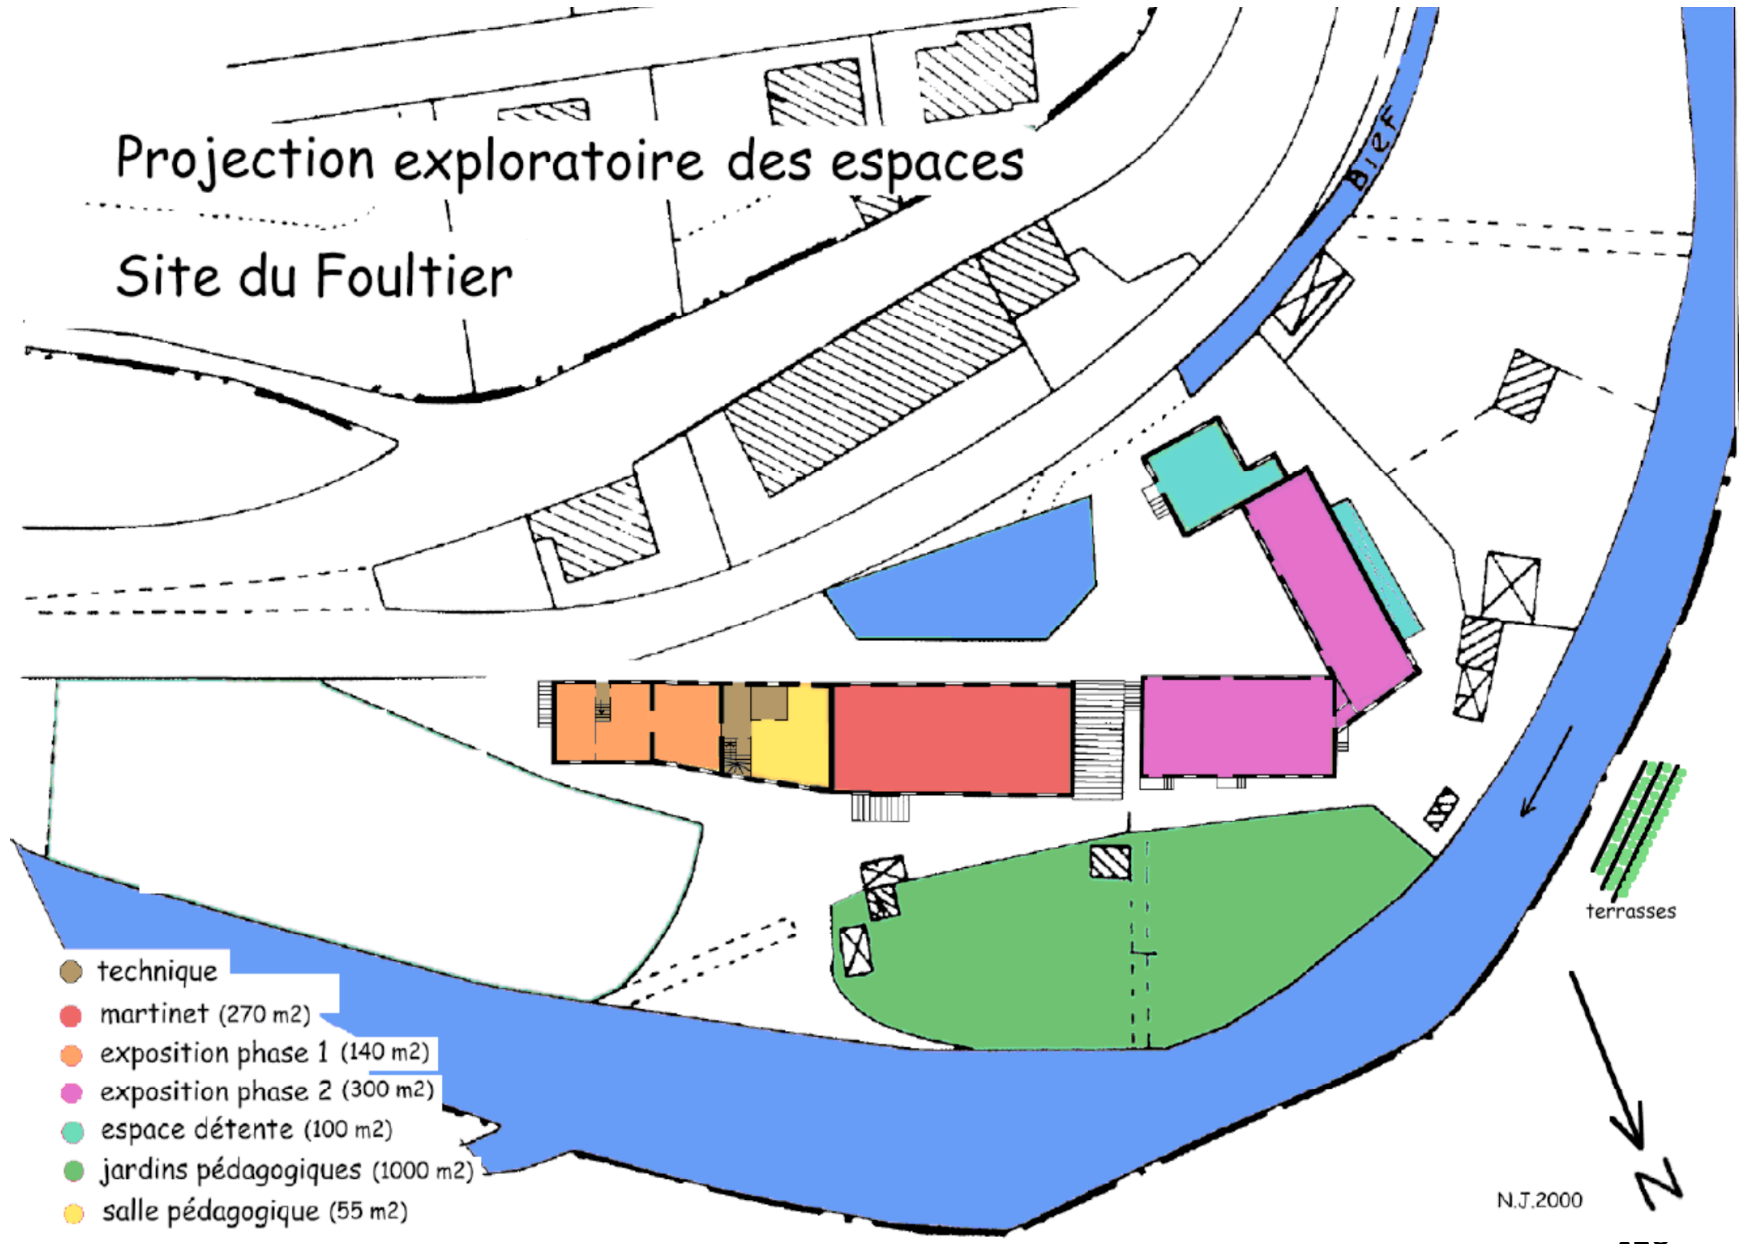 Projection exploratoire des espaces
Site du Foultier
Bief
terrasses
technique
martinet (270 m2)
exposition phase 1 (140 m2)
exposition phase 2 (300 m2)
espace détente (100 m2)
jardins pédagogiques (1000 m2)
salle pédagogique (55 m2)
N.J.2000
N